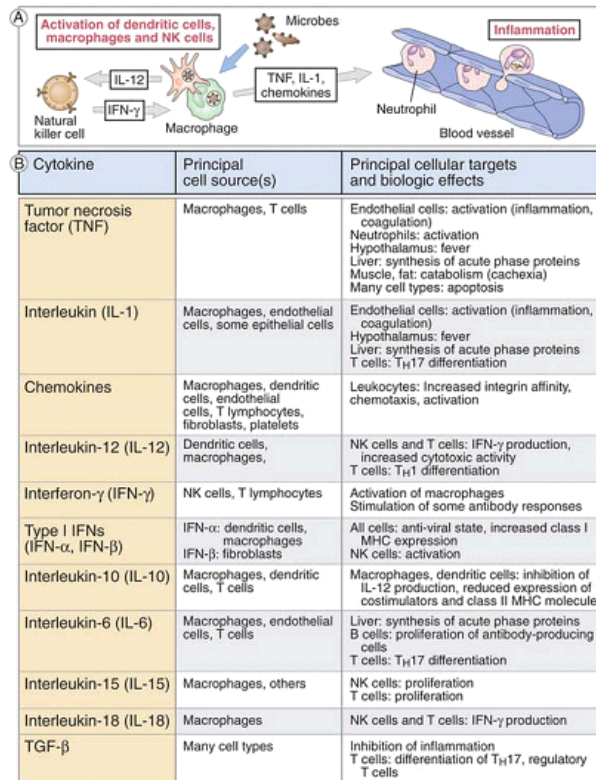 A
Activation of dendritic cells,
macrophages and NK cells
Microbes
Inflammation
IL-12
IFN-γ
TNF, IL-1,
chemokines
Natural
killer cell
Macrophage
Neutrophil
Blood vessel
B
Cytokine
Principal
cell source(s)
Principal cellular targets
and biologic effects
Tumor necrosis
factor (TNF)
Macrophages, T cells
Endothelial cells: activation (inflammation,
coagulation)
Neutrophils: activation
Hypothalamus: fever
Liver: synthesis of acute phase proteins
Muscle, fat: catabolism (cachexia)
Many cell types: apoptosis
Interleukin (IL-1)
Macrophages, endothelial
cells, some epithelial cells
Endothelial cells: activation (inflammation,
coagulation)
Hypothalamus: fever
Liver: synthesis of acute phase proteins
T cells: TH17 differentiation
Chemokines
Macrophages, dendritic
cells, endothelial
cells, T lymphocytes,
fibroblasts, platelets
Leukocytes: Increased integrin affinity,
chemotaxis, activation
Interleukin-12 (IL-12)
Dendritic cells,
macrophages,
NK cells and T cells: IFN-γ production,
increased cytotoxic activity
T cells: TH1 differentiation
Interferon-γ (IFN-γ)
NK cells, T lymphocytes
Activation of macrophages
Stimulation of some antibody responses
Type I IFNs
(IFN-α, IFN-β)
IFN-α: dendritic cells,
macrophages
IFN-β: fibroblasts
All cells: anti-viral state, increased class I
MHC expression
NK cells: activation
Interleukin-10 (IL-10)
Macrophages, dendritic
cells, T cells
Macrophages, dendritic cells: inhibition of
IL-12 production, reduced expression of
costimulators and class II MHC molecule
Interleukin-6 (IL-6)
Macrophages, endothelial
cells, T cells
Liver: synthesis of acute phase proteins
B cells: proliferation of antibody-producing
cells
T cells: TH17 differentiation
Interleukin-15 (IL-15)
Macrophages, others
NK cells: proliferation
T cells: proliferation
Interleukin-18 (IL-18)
Macrophages
NK cells and T cells: IFN-γ production
TGF-β
Many cell types
Inhibition of inflammation
T cells: differentiation of TH17, regulatory
T cells